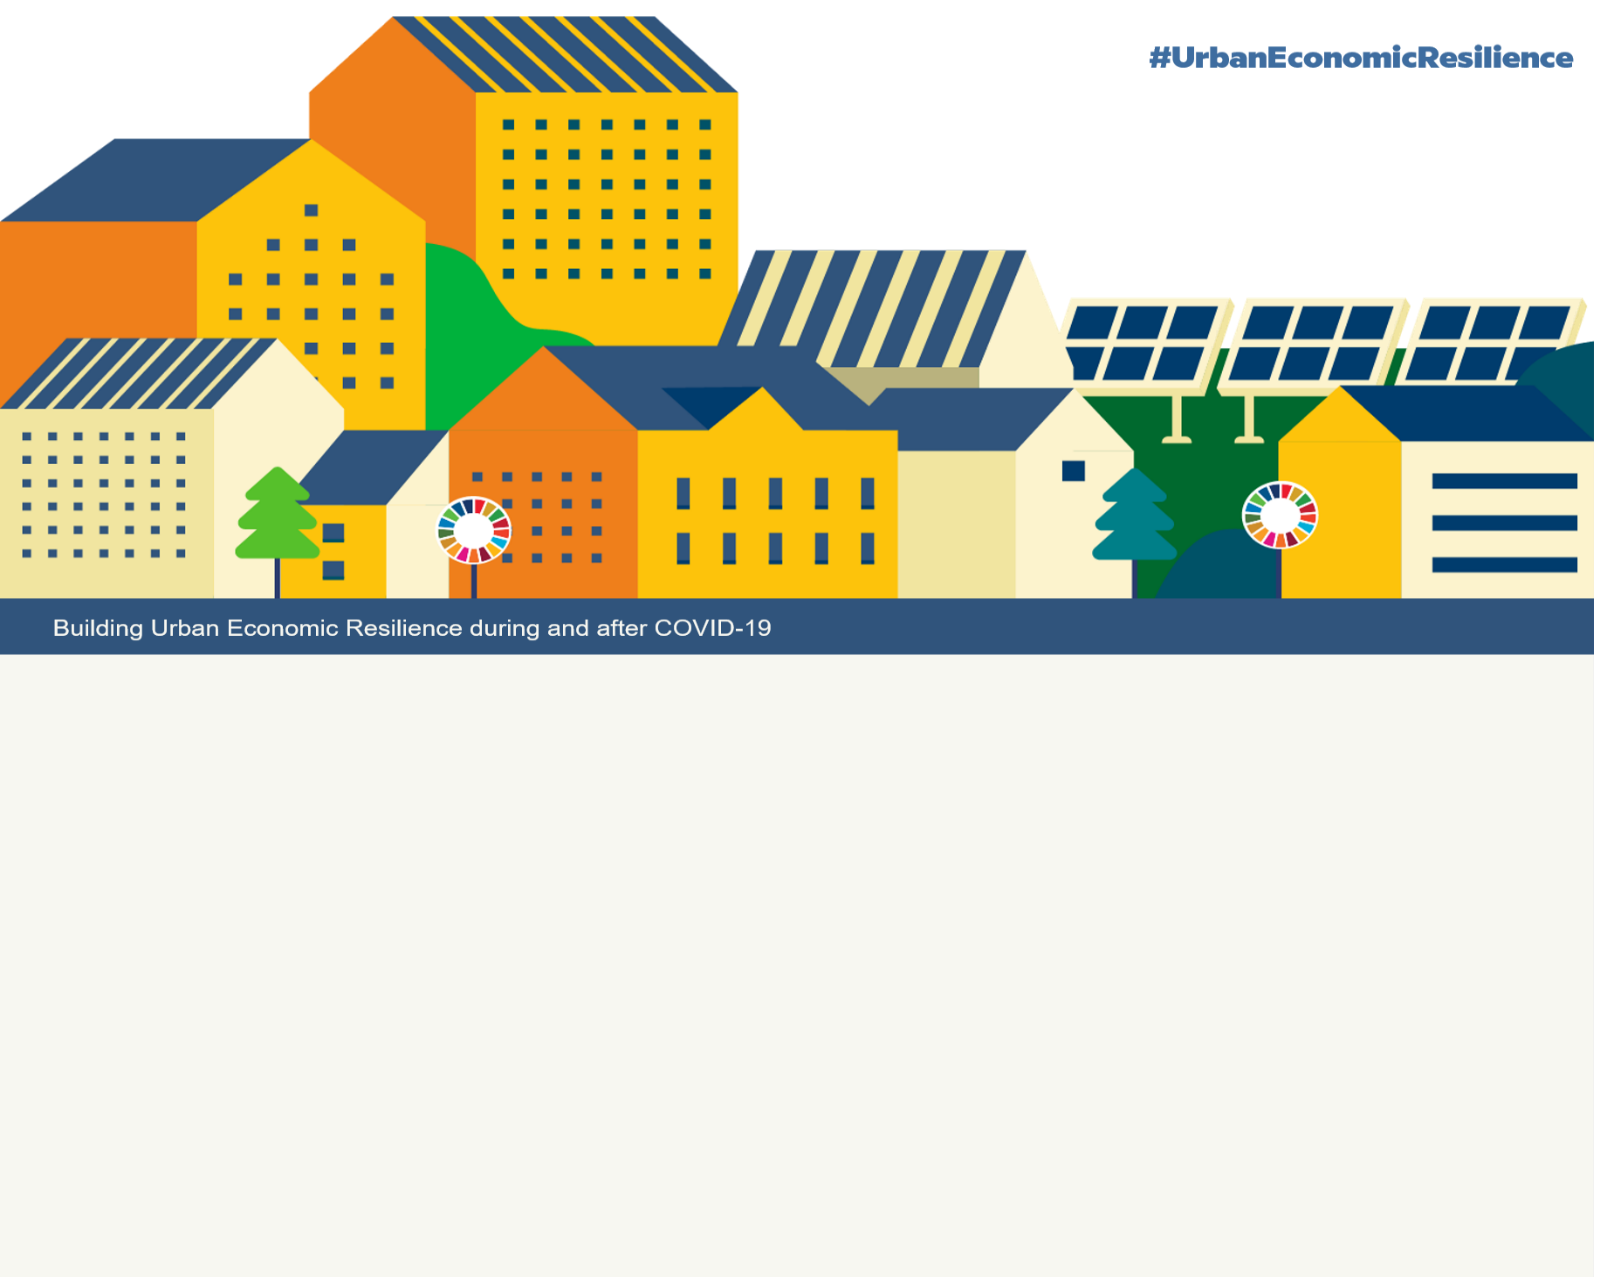 #UrbanEconomicResilience
Building Urban Economic Resilience during and after COVID-19